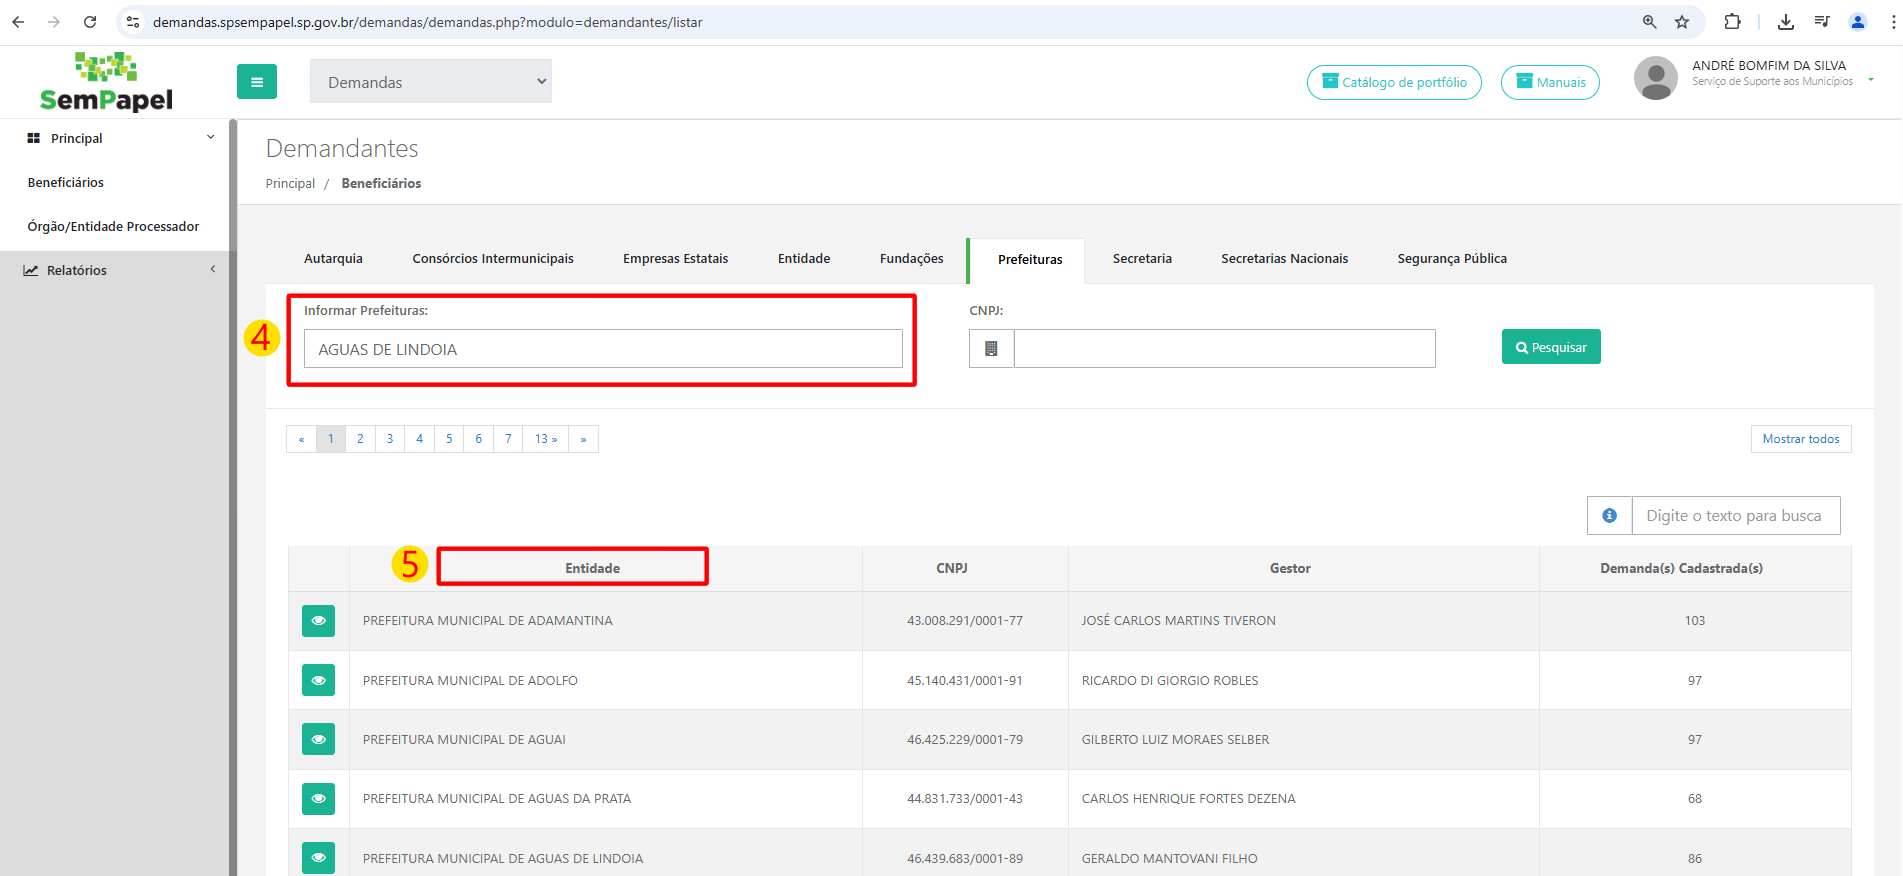 demandas.spsempapel.sp.gov.br/demandas/demandas.php?modulo=demandantes/listar
SemPapel
Demandas
Catálogo de portfólio
Manuais
ANDRÉ BOMFIM DA SILVA
Serviço de Suporte aos Municípios
Principal
Beneficiários
Órgão/Entidade Processador
Relatórios
Demandantes
Principal / Beneficiários
Autarquia Consórcios Intermunicipais Empresas Estatais Entidade Fundações Prefeituras Secretaria Secretarias Nacionais Segurança Pública
4
Informar Prefeituras:
AGUAS DE LINDOIA
CNPJ:
Pesquisar
« 1 2 3 4 5 6 7 13 » »
Mostrar todos
Digite o texto para busca
5
Entidade CNPJ Gestor Demanda(s) Cadastrada(s)
PREFEITURA MUNICIPAL DE ADAMANTINA 43.008.291/0001-77 JOSÉ CARLOS MARTINS TIVERON 103
PREFEITURA MUNICIPAL DE ADOLFO 45.140.431/0001-91 RICARDO DI GIORGIO ROBLES 97
PREFEITURA MUNICIPAL DE AGUAI 46.425.229/0001-79 GILBERTO LUIZ MORAES SELBER 97
PREFEITURA MUNICIPAL DE AGUAS DA PRATA 44.831.733/0001-43 CARLOS HENRIQUE FORTES DEZENA 68
PREFEITURA MUNICIPAL DE AGUAS DE LINDOIA 46.439.683/0001-89 GERALDO MANTOVANI FILHO 86